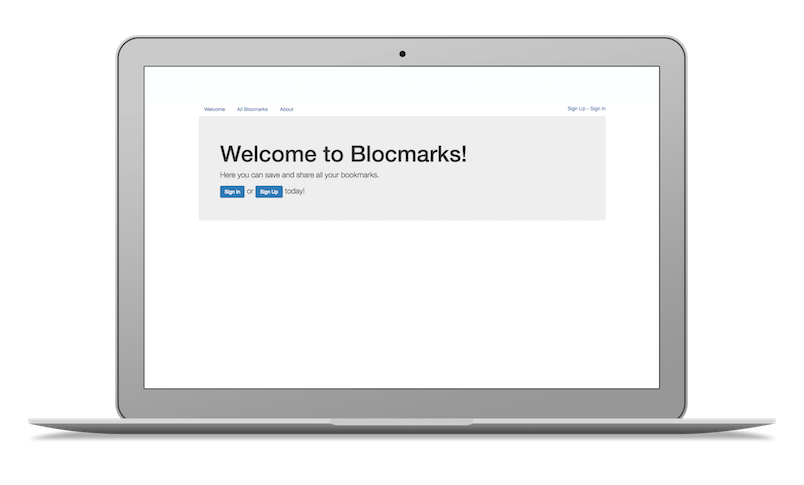 Welcome All Blocmarks About Sign Up - Sign In
Welcome to Blocmarks!
Here you can save and share all your bookmarks.
Sign In or Sign Up today!